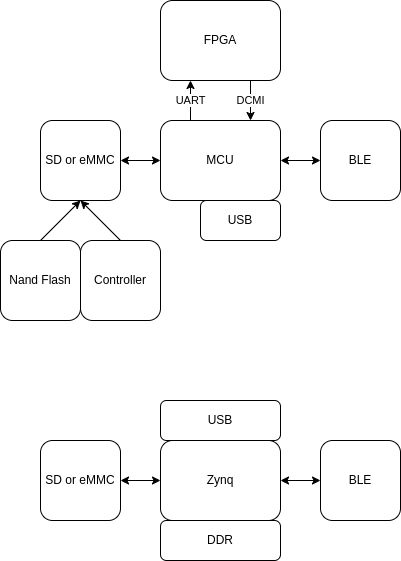 FPGA
UART
DCMI
SD or eMMC
MCU
BLE
USB
Nand Flash
Controller
USB
SD or eMMC
Zynq
BLE
DDR